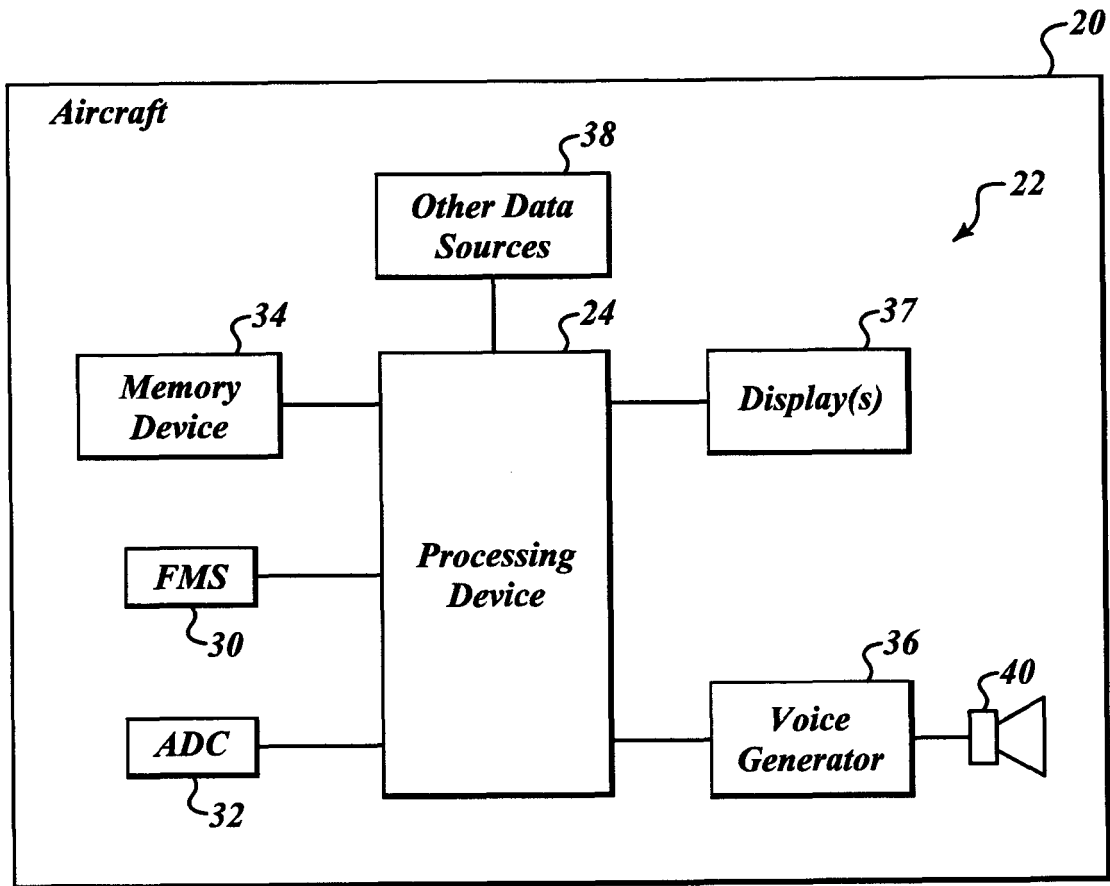 20
Aircraft
38
Other Data
Sources
22
34
24
37
Memory
Device
Display(s)
FMS
30
Processing
Device
36
40
ADC
32
Voice
Generator